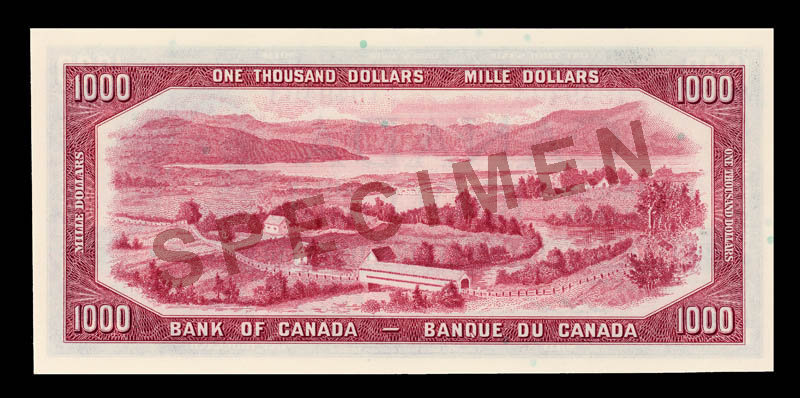 1000 ONE THOUSAND DOLLARS MILLE DOLLARS 1000
MILLE DOLLARS
SPECIMEN
ONE THOUSAND DOLLARS
1000 BANK OF CANADA — BANQUE DU CANADA 1000